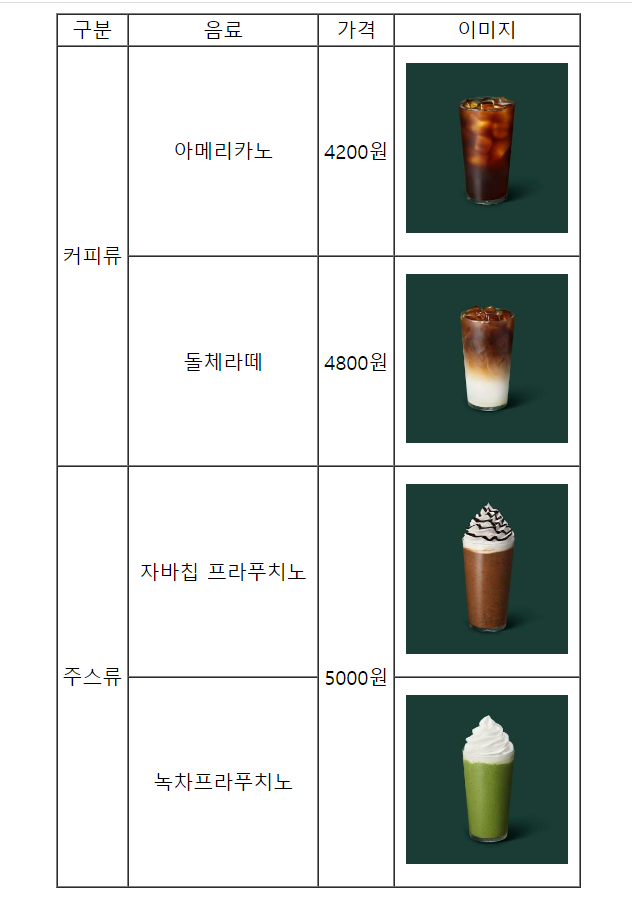 구분 음료 가격 이미지
아메리카노 4200원
커피류
돌체라떼 4800원
자바칩 프라푸치노
주스류 5000원
녹차프라푸치노